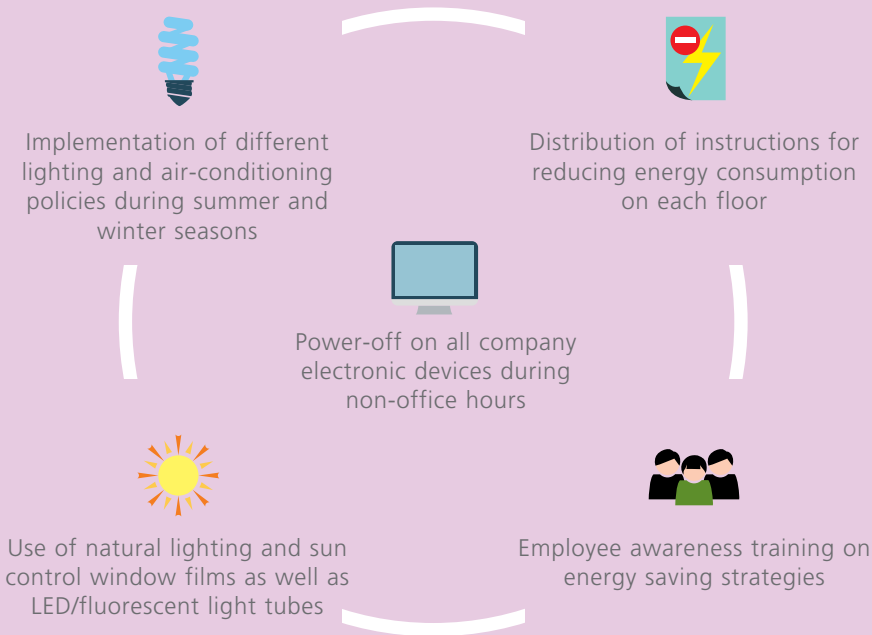 Implementation of different
lighting and air-conditioning
policies during summer and
winter seasons
Distribution of instructions for
reducing energy consumption
on each floor
Power-off on all company
electronic devices during
non-office hours
Use of natural lighting and sun
control window films as well as
LED/fluorescent light tubes
Employee awareness training on
energy saving strategies